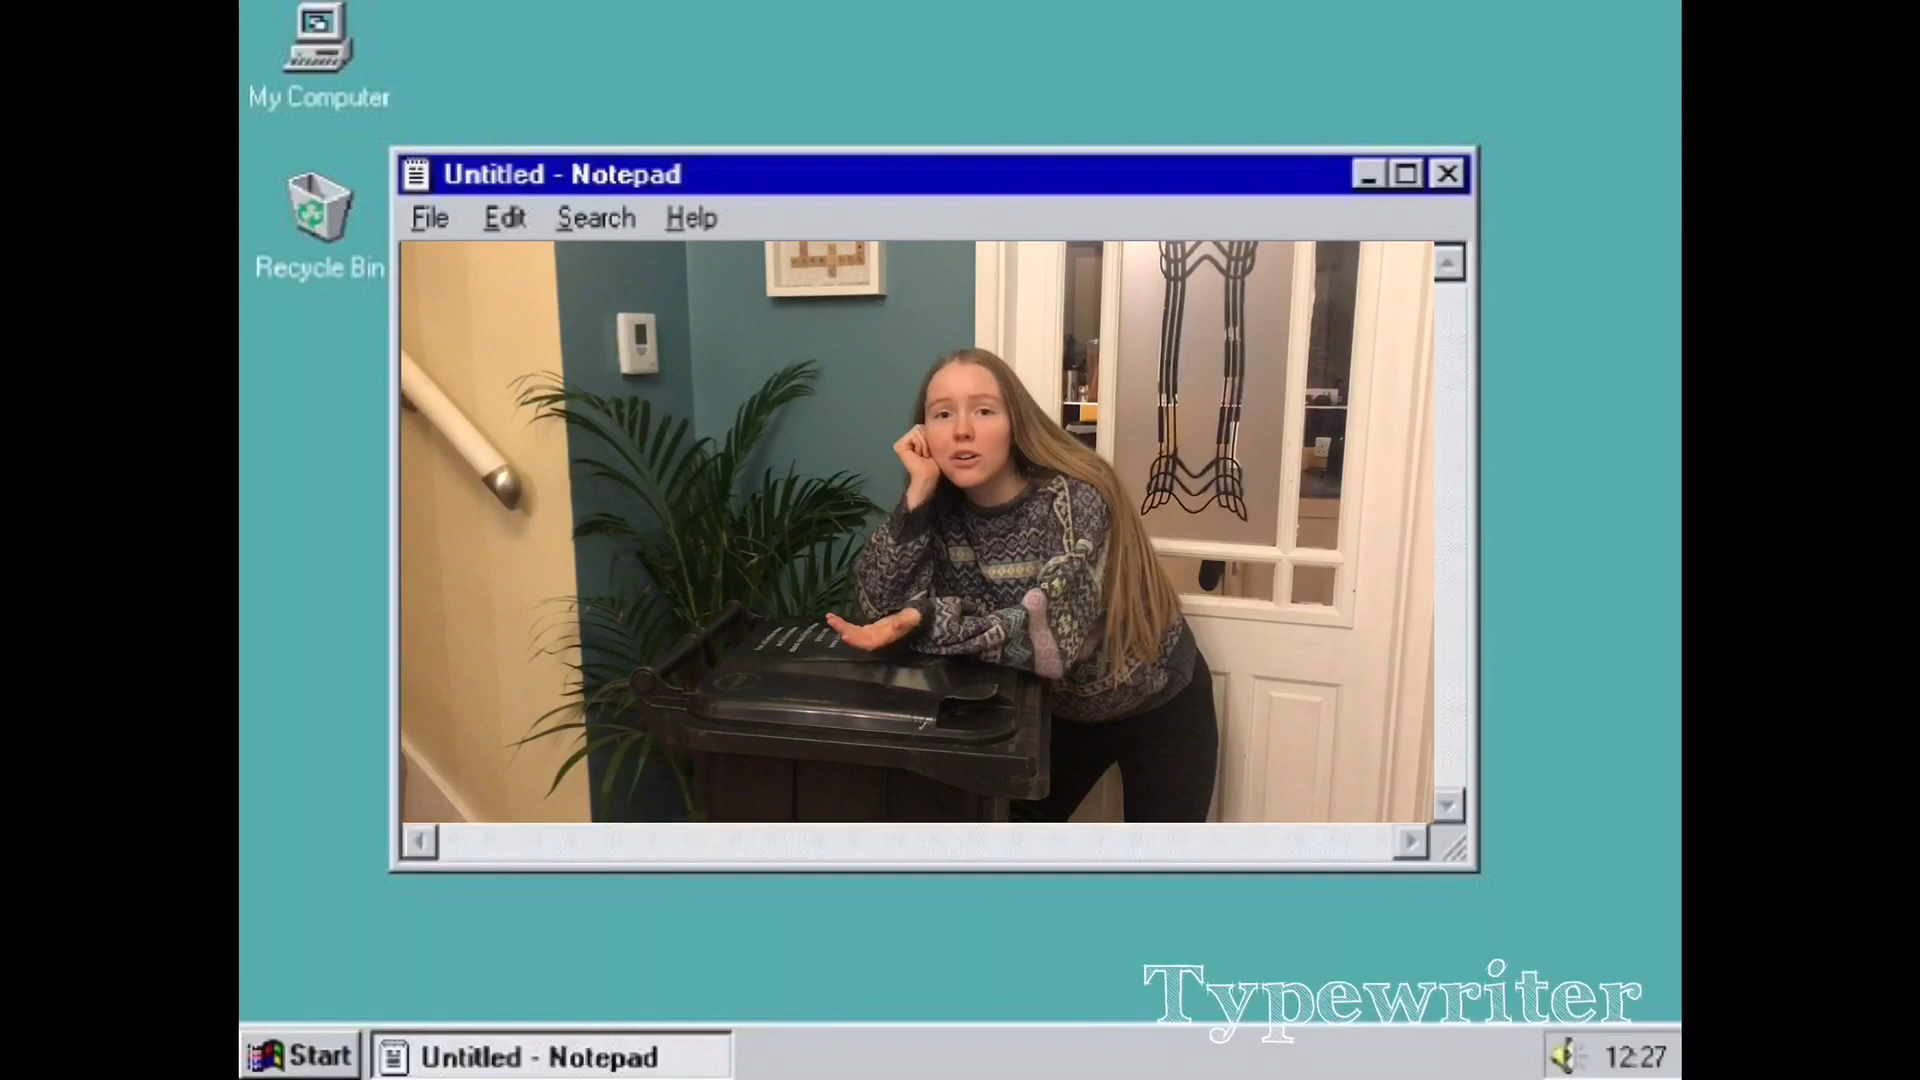 My Computer
Recycle Bin
Untitled - Notepad
File Edit Search Help
Typewriter
Start Untitled - Notepad 12:27